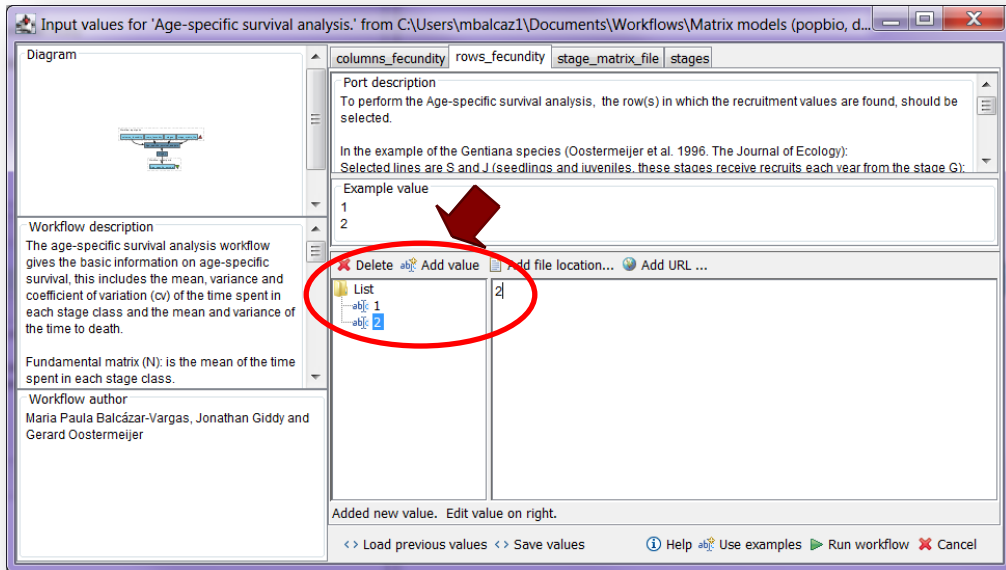 Input values for 'Age-specific survival analysis.' from C:\Users\mbalcaz1\Documents\Workflows\Matrix models (popbio, d...
Diagram
Workflow description
The age-specific survival analysis workflow
gives the basic information on age-specific
survival, this includes the mean, variance and
coefficient of variation (cv) of the time spent in
each stage class and the mean and variance of
the time to death.
Fundamental matrix (N): is the mean of the time
spent in each stage class.
Workflow author
Maria Paula Balcázar-Vargas, Jonathan Giddy and
Gerard Oostermeijer
columns_fecundity rows_fecundity stage_matrix_file stages
Port description
To perform the Age-specific survival analysis, the row(s) in which the recruitment values are found, should be
selected.
In the example of the Gentiana species (Oostermeijer et al. 1996. The Journal of Ecology):
Selected lines are S and J (seedlings and juveniles, these stages receive recruits each year from the stage G):
Example value
1
2
Delete Add value Add file location... Add URL ...
List
1
2
2
Added new value. Edit value on right.
Load previous values Save values Help Use examples Run workflow Cancel